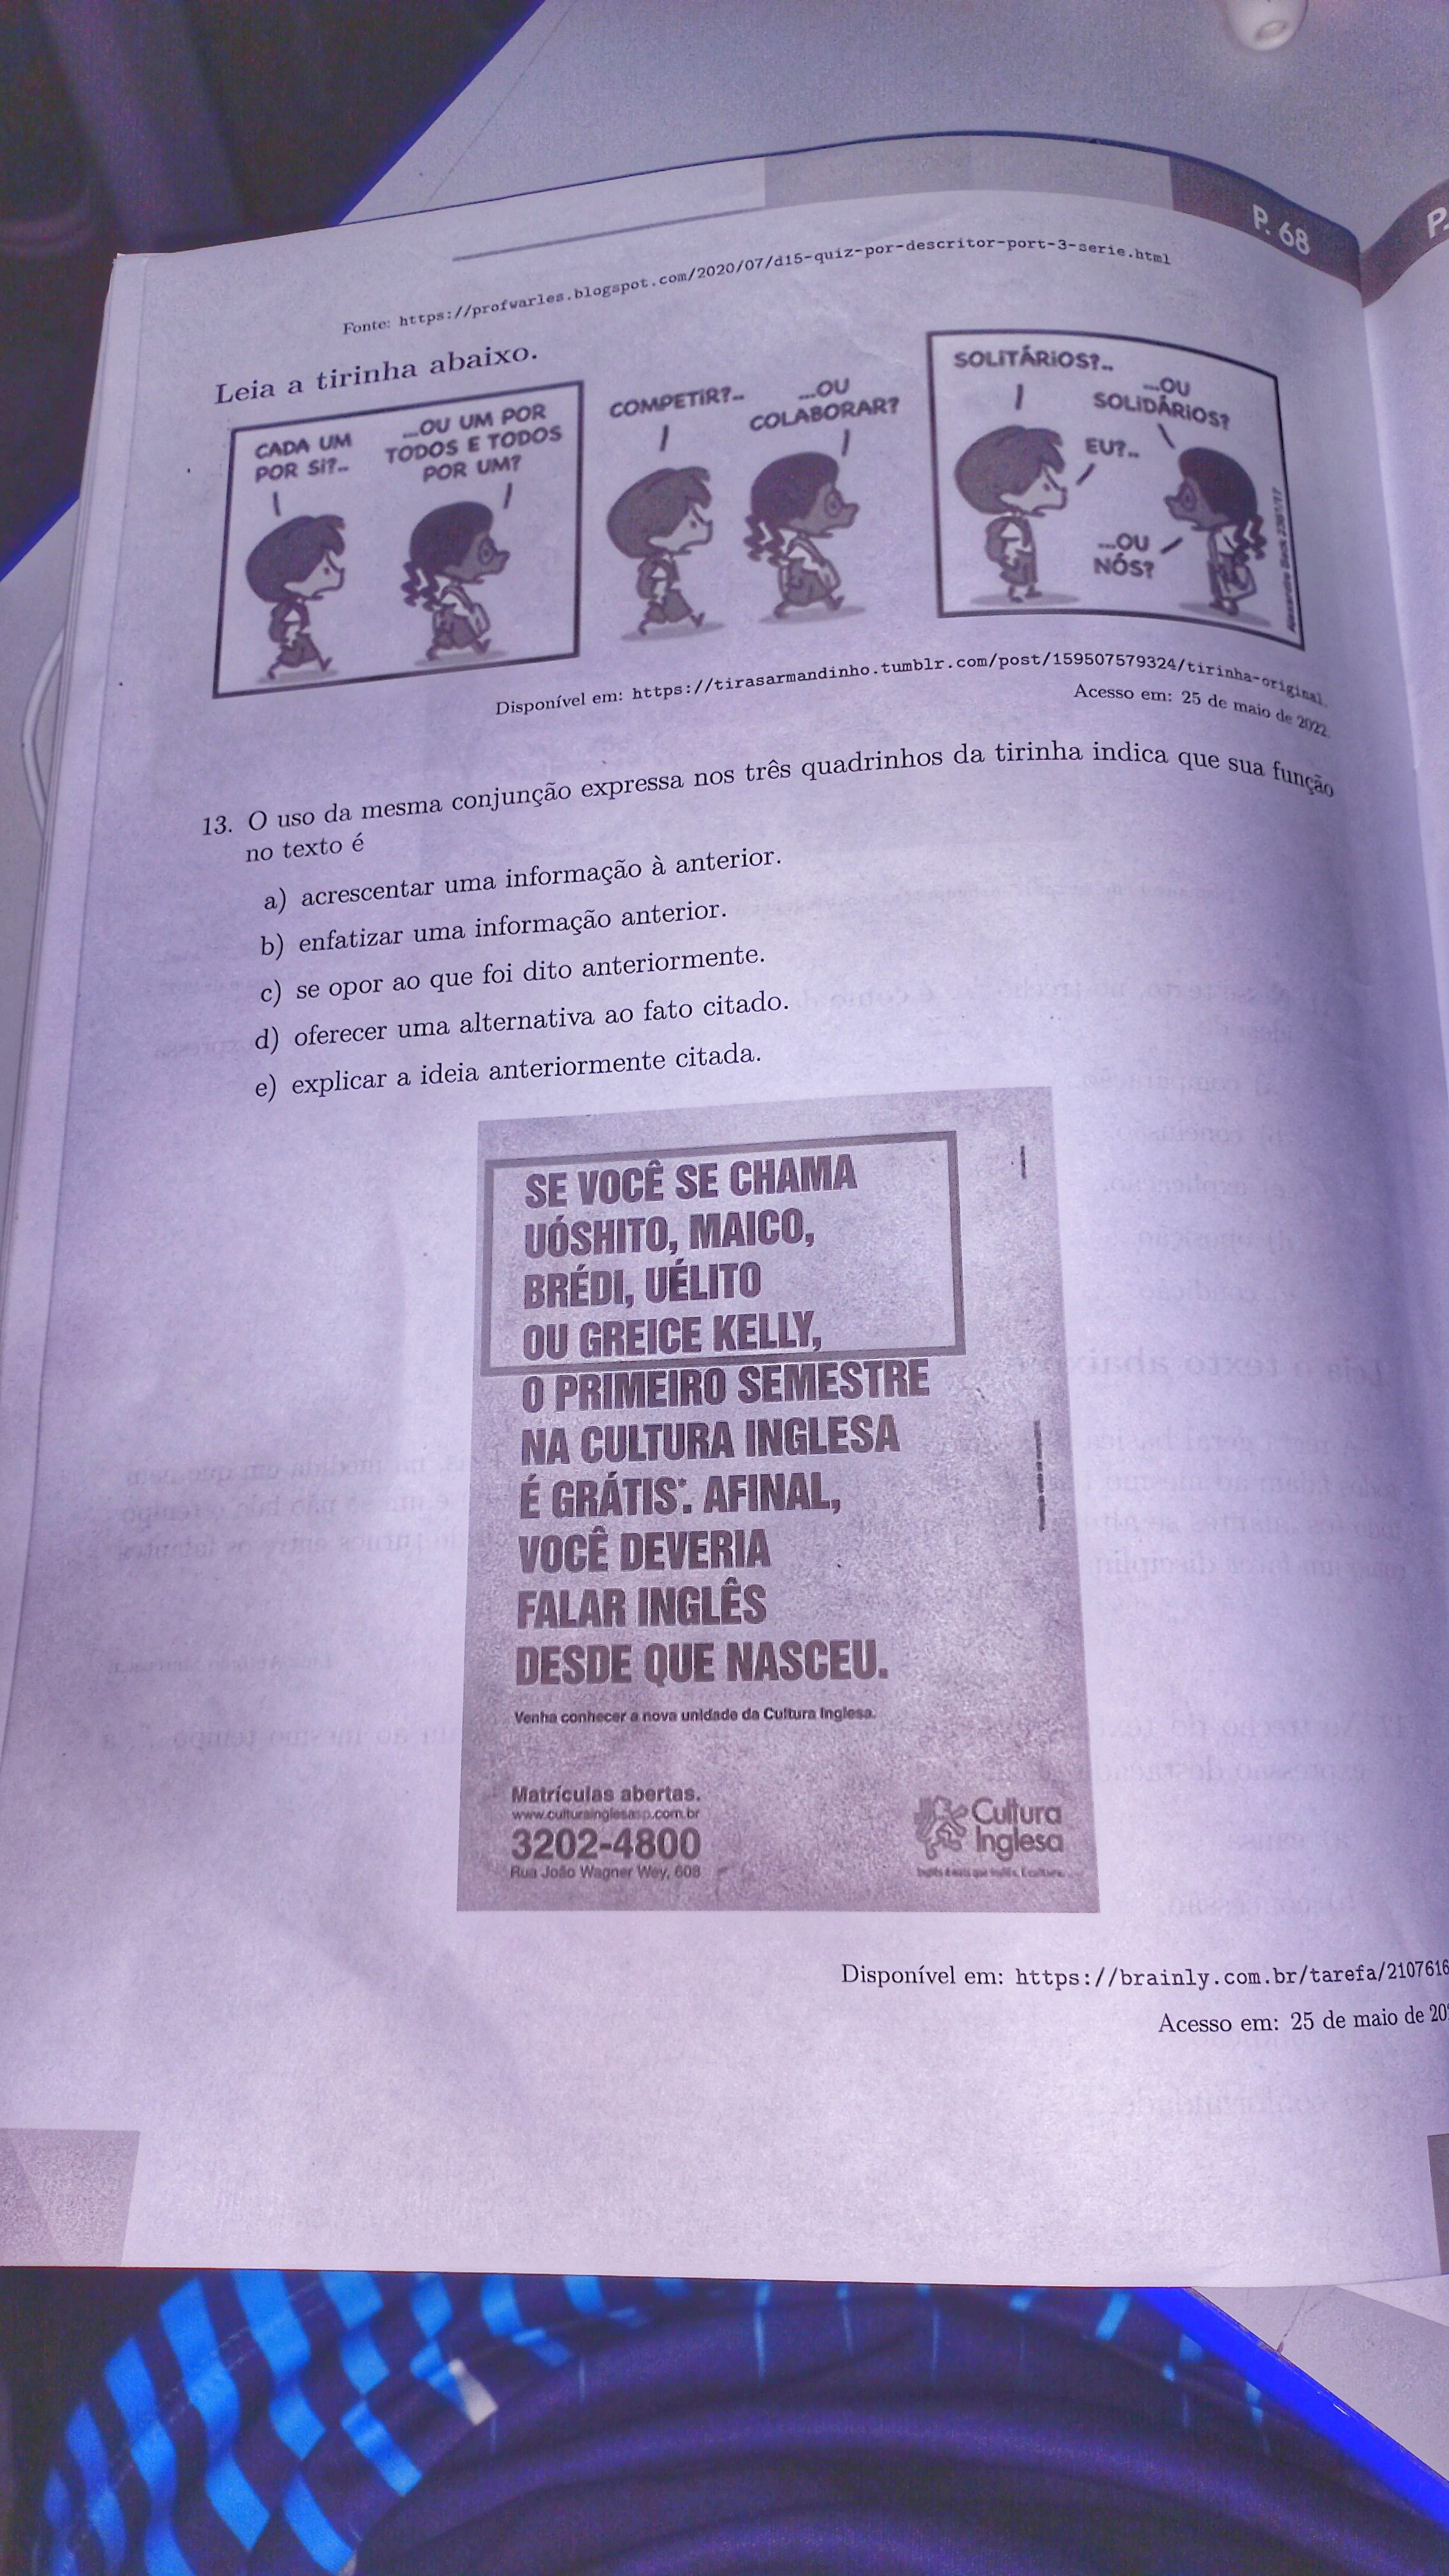 P. 68
P.
Fonte: https://profwarles.blogspot.com/2020/07/d15-quiz-por-descritor-port-3-serie.html
Leia a tirinha abaixo.
CADA UM
POR SI?..
...OU UM POR
TODOS E TODOS
POR UM?
COMPETIR?..
...OU
COLABORAR?
SOLITÁRIOS?..
...OU
SOLIDÁRIOS?
EU?..
...OU
NÓS?
Disponível em: https://tirasarmandinho.tumblr.com/post/159507579324/tirinha-original.
Acesso em: 25 de maio de 2022.
13. O uso da mesma conjunção expressa nos três quadrinhos da tirinha indica que sua função
no texto é
a) acrescentar uma informação à anterior.
b) enfatizar uma informação anterior.
c) se opor ao que foi dito anteriormente.
d) oferecer uma alternativa ao fato citado.
e) explicar a ideia anteriormente citada.
SE VOCÊ SE CHAMA
UÓSHITO, MAICO,
BRÉDI, UÉLITO
OU GREICE KELLY,
O PRIMEIRO SEMESTRE
NA CULTURA INGLESA
É GRÁTIS*. AFINAL,
VOCÊ DEVERIA
FALAR INGLÊS
DESDE QUE NASCEU.
Venha conhecer a nova unidade da Cultura Inglesa.
Matrículas abertas.
www.culturainglesasp.com.br
3202-4800
Rua João Wagner Wey, 608
Cultura
Inglesa
Disponível em: https://brainly.com.br/tarefa/2107616
Acesso em: 25 de maio de 20